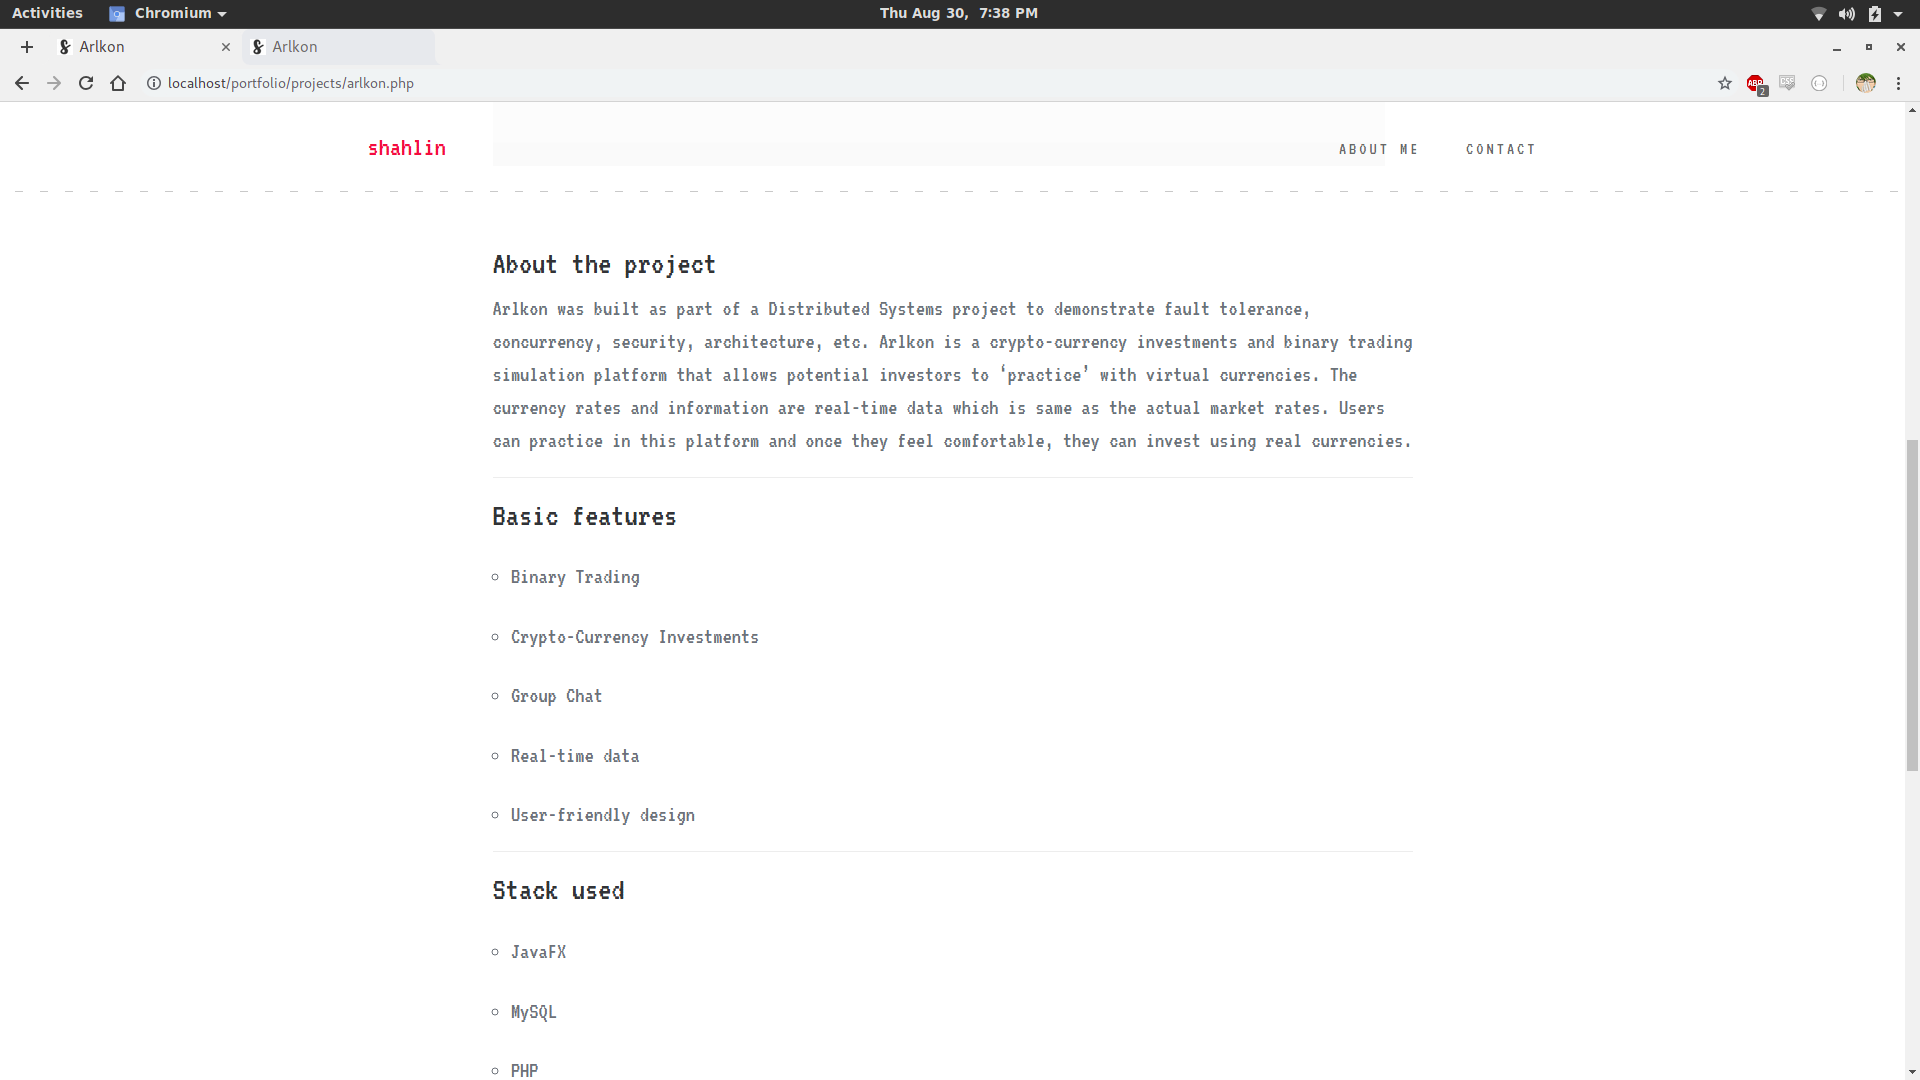 Activities Chromium Thu Aug 30, 7:38 PM
Arlkon Arlkon
localhost/portfolio/projects/arlkon.php ABP 2
shahlin ABOUT ME CONTACT
About the project
Arlkon was built as part of a Distributed Systems project to demonstrate fault tolerance,
concurrency, security, architecture, etc. Arlkon is a crypto-currency investments and binary trading
simulation platform that allows potential investors to ‘practice’ with virtual currencies. The
currency rates and information are real-time data which is same as the actual market rates. Users
can practice in this platform and once they feel comfortable, they can invest using real currencies.
Basic features
Binary Trading
Crypto-Currency Investments
Group Chat
Real-time data
User-friendly design
Stack used
JavaFX
MySQL
PHP